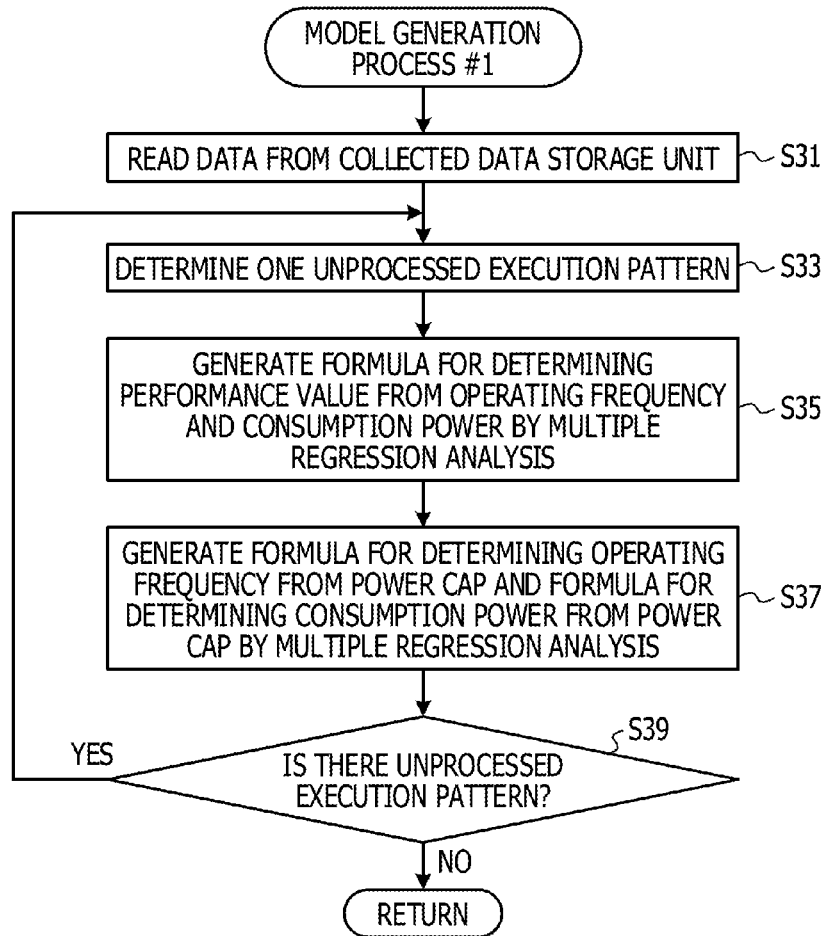 MODEL GENERATION
PROCESS #1
READ DATA FROM COLLECTED DATA STORAGE UNIT
S31
DETERMINE ONE UNPROCESSED EXECUTION PATTERN
S33
GENERATE FORMULA FOR DETERMINING
PERFORMANCE VALUE FROM OPERATING FREQUENCY
AND CONSUMPTION POWER BY MULTIPLE
REGRESSION ANALYSIS
S35
GENERATE FORMULA FOR DETERMINING OPERATING
FREQUENCY FROM POWER CAP AND FORMULA FOR
DETERMINING CONSUMPTION POWER FROM POWER
CAP BY MULTIPLE REGRESSION ANALYSIS
S37
S39
YES
IS THERE UNPROCESSED
EXECUTION PATTERN?
NO
RETURN